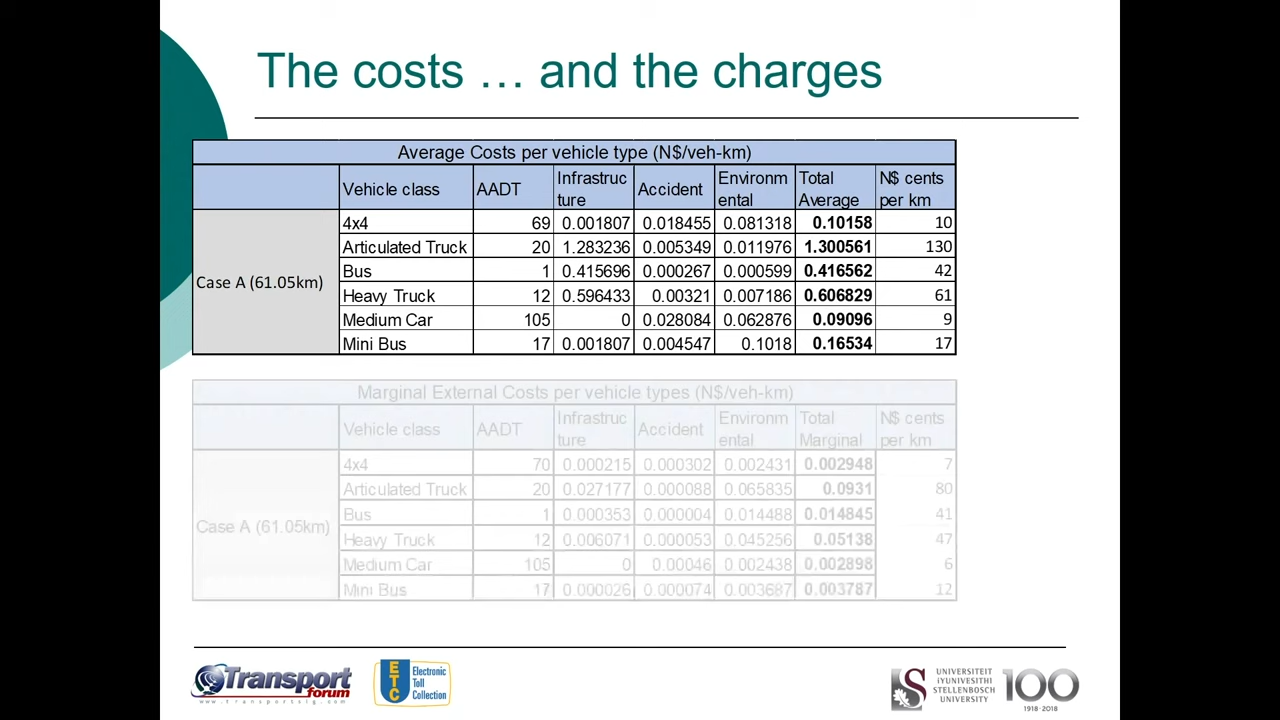 The costs … and the charges
Average Costs per vehicle type (N$/veh-km)
Vehicle class AADT Infrastruc ture Accident Environm ental Total Average N$ cents per km
Case A (61.05km)
4x4 69 0.001807 0.018455 0.081318 0.10158 10
Articulated Truck 20 1.283236 0.005349 0.011976 1.300561 130
Bus 1 0.415696 0.000267 0.000599 0.416562 42
Heavy Truck 12 0.596433 0.00321 0.007186 0.606829 61
Medium Car 105 0 0.028084 0.062876 0.09096 9
Mini Bus 17 0.001807 0.004547 0.1018 0.16534 17
Marginal External Costs per vehicle types (N$/veh-km)
Vehicle class AADT Infrastruc ture Accident Environm ental Total Marginal N$ cents per km
Case A (61.05km)
4x4 70 0.000215 0.000302 0.002431 0.002948 7
Articulated Truck 20 0.027177 0.000088 0.065835 0.0931 80
Bus 1 0.000353 0.000004 0.014488 0.014845 41
Heavy Truck 12 0.006071 0.000053 0.045256 0.05138 47
Medium Car 105 0 0.00046 0.002438 0.002898 6
Mini Bus 17 0.000026 0.000074 0.003687 0.003787 12
Transport
forum
www.transportsig.com
ETC
Electronic
Toll
Collection
UNIVERSITEIT
iYUNIVESITHI
STELLENBOSCH
UNIVERSITY
100
1918·2018